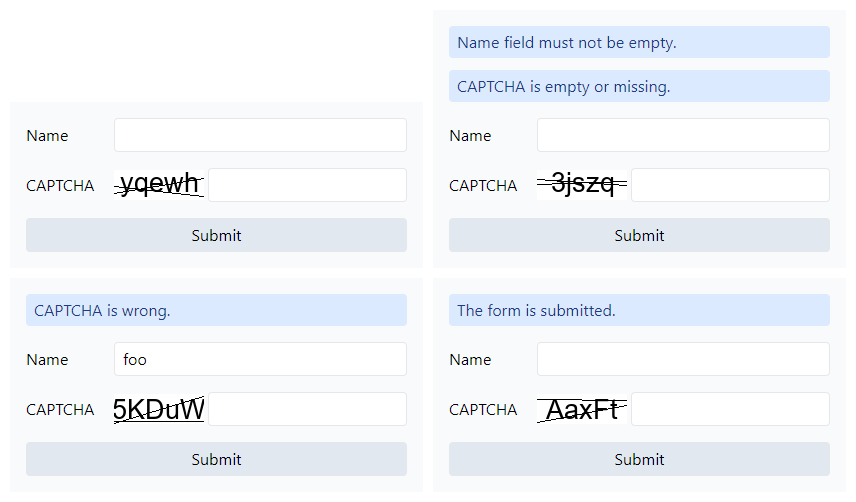 Name
CAPTCHA yqewh
Submit
Name field must not be empty.
CAPTCHA is empty or missing.
Name
CAPTCHA 3jszq
Submit
CAPTCHA is wrong.
Name foo
CAPTCHA 5KDuW
Submit
The form is submitted.
Name
CAPTCHA AaxFt
Submit